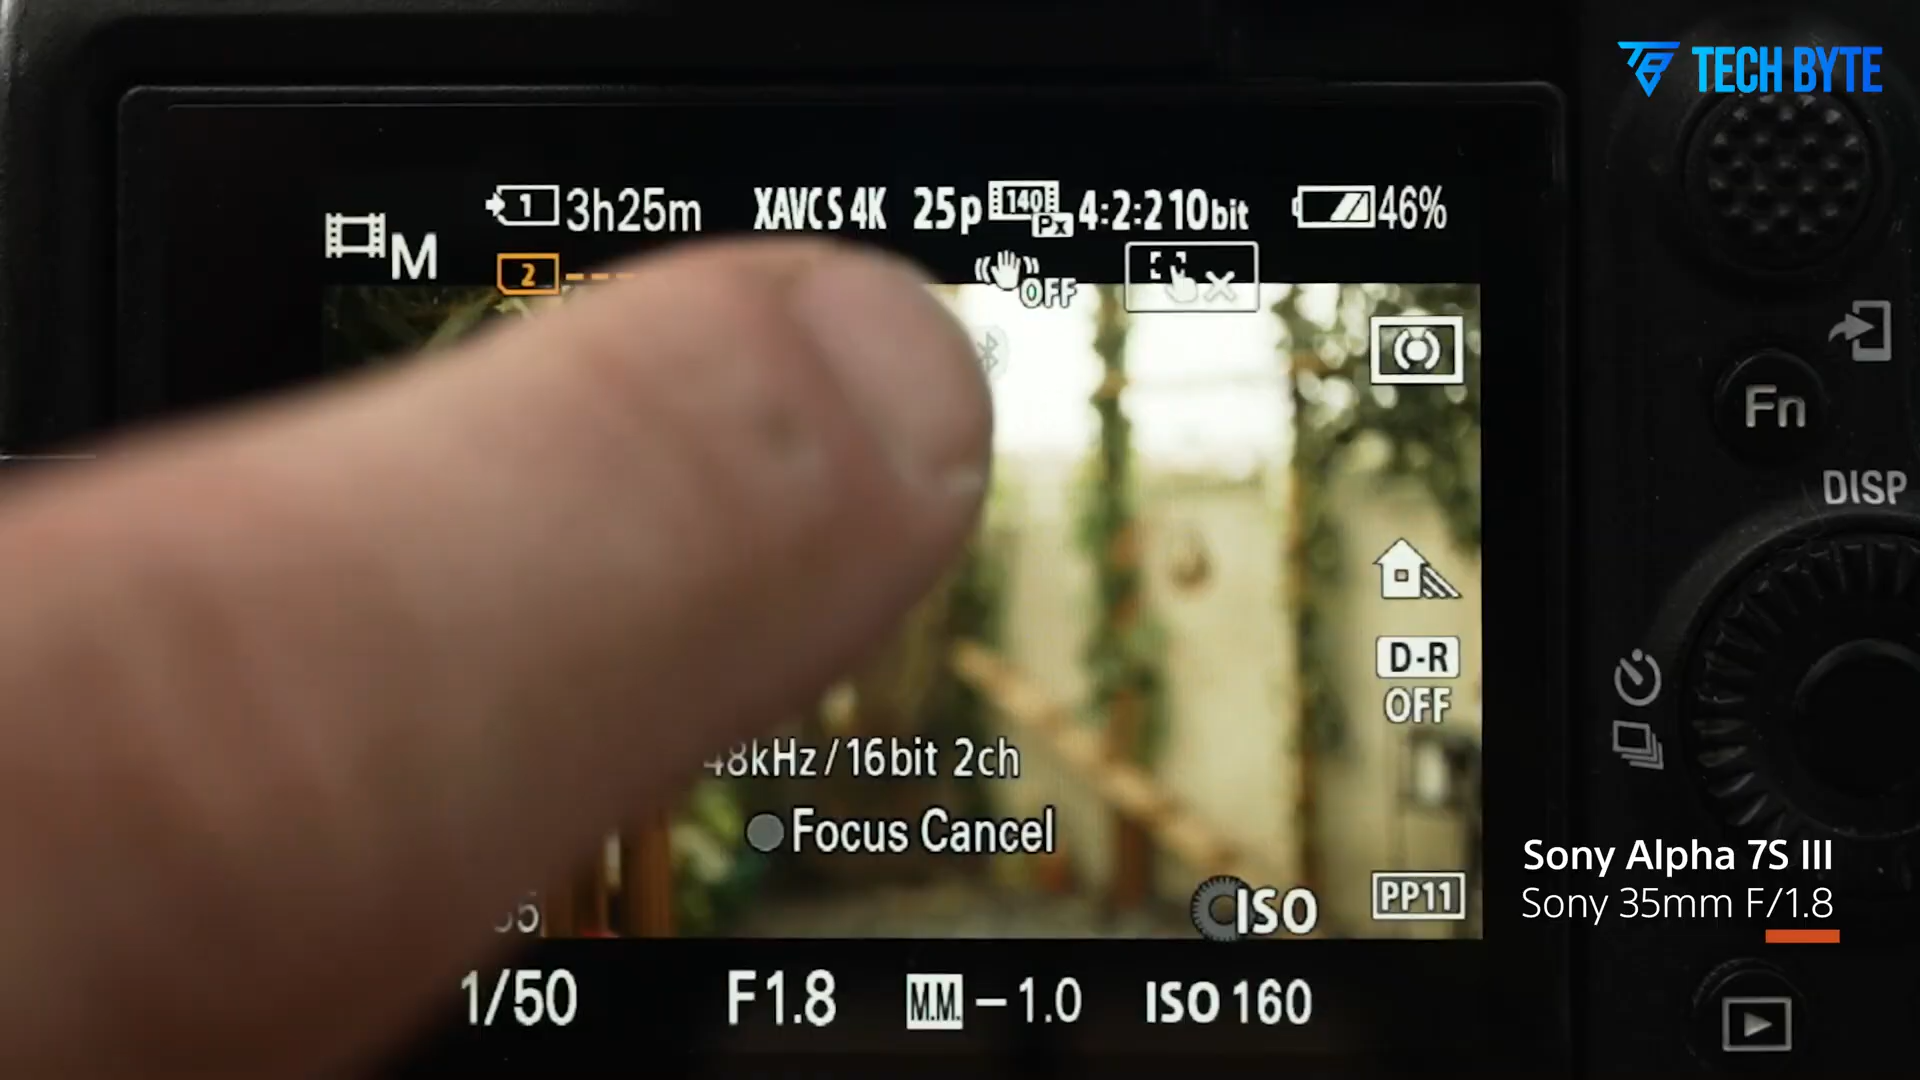 TECH BYTE
1 3h25m XAVC S 4K 25p 140 Px 4:2:2 10bit 46%
M
2
OFF
Fn
DISP
D-R
OFF
48kHz/16bit 2ch
Focus Cancel
Sony Alpha 7S III
PP11
ISO
Sony 35mm F/1.8
1/50 F1.8 M.M. -1.0 ISO 160